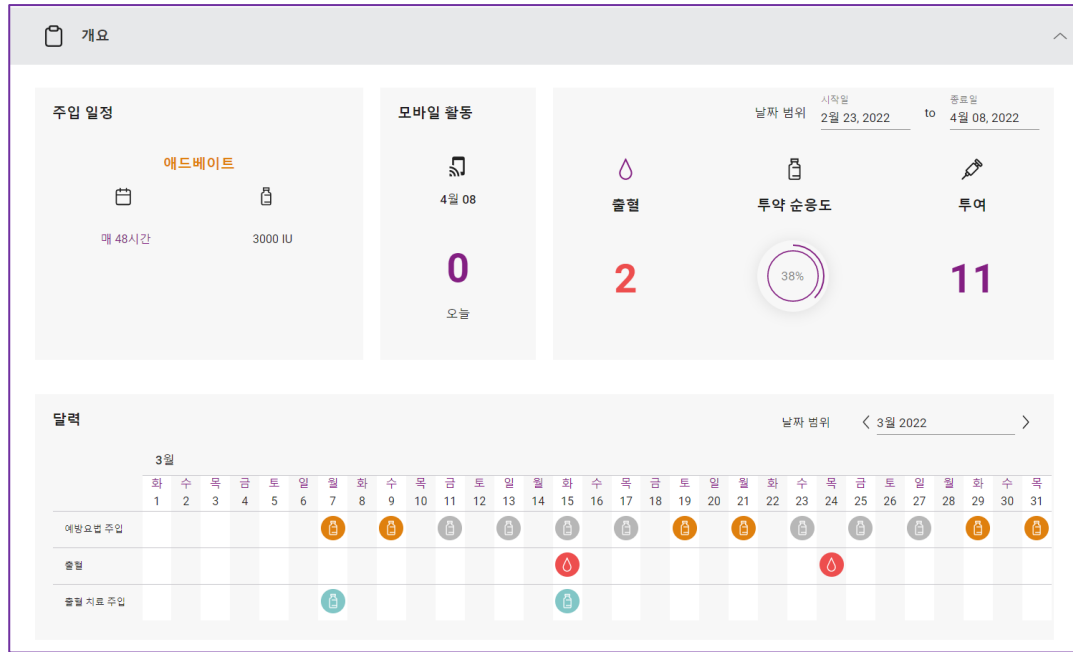 개요
주입 일정
애드베이트
매 48시간
3000 IU
모바일 활동
4월 08
0
오늘
날짜 범위
시작일
2월 23, 2022
to
종료일
4월 08, 2022
출혈
2
투약 순응도
38%
투여
11
달력
날짜 범위
3월 2022
3월
화 수 목 금 토 일 월 화 수 목 금 토 일 월 화 수 목 금 토 일 월 화 수 목 금 토 일 월 화 수 목
1 2 3 4 5 6 7 8 9 10 11 12 13 14 15 16 17 18 19 20 21 22 23 24 25 26 27 28 29 30 31
예방요법 주입
출혈
출혈 치료 주입